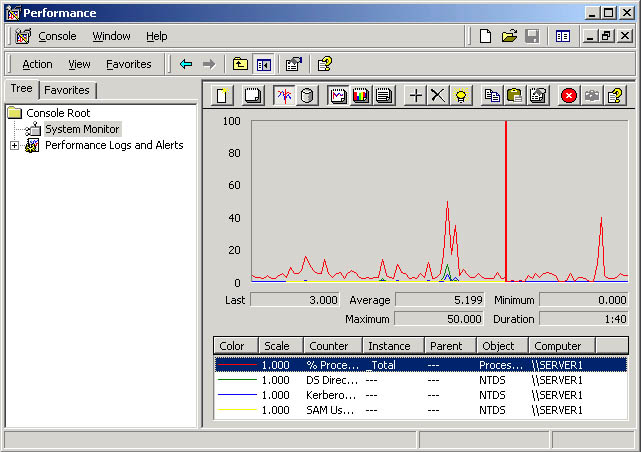 Performance
Console Window Help
Action View Favorites
Tree Favorites
Console Root
System Monitor
Performance Logs and Alerts
100
80
60
40
20
0
Last 3.000 Average 5.199 Minimum 0.000
Maximum 50.000 Duration 1:40
Color Scale Counter Instance Parent Object Computer
1.000 % Proce... _Total --- Proces... \\SERVER1
1.000 DS Direc... --- --- NTDS \\SERVER1
1.000 Kerbero... --- --- NTDS \\SERVER1
1.000 SAM Us... --- --- NTDS \\SERVER1